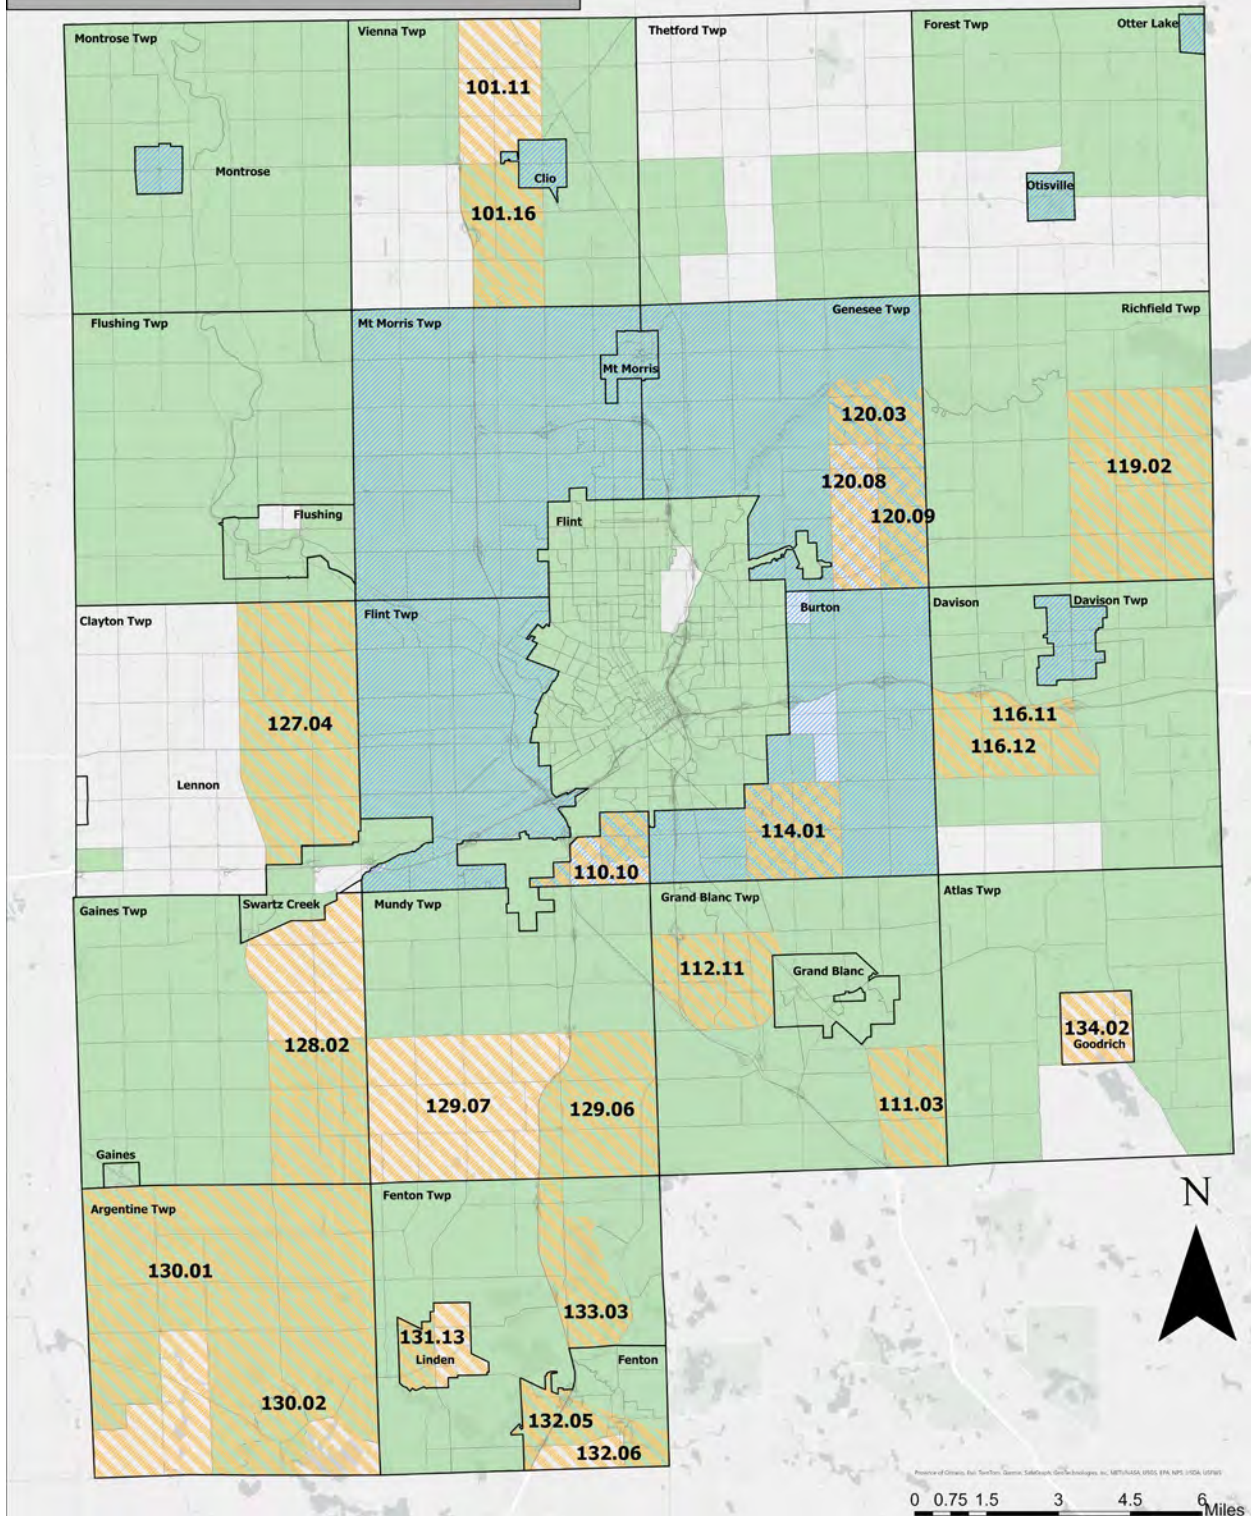 Montrose Twp
Vienna Twp
Thetford Twp
Forest Twp
Otter Lake
101.11
Montrose
Clio
Otisville
101.16
Flushing Twp
Mt Morris Twp
Genesee Twp
Richfield Twp
Mt Morris
120.03
119.02
120.08
Flushing
120.09
Flint
Clayton Twp
Flint Twp
Burton
Davison
Davison Twp
127.04
116.11
116.12
Lennon
114.01
110.10
Gaines Twp
Swartz Creek
Mundy Twp
Grand Blanc Twp
Atlas Twp
112.11
Grand Blanc
134.02
Goodrich
128.02
129.07
129.06
111.03
Gaines
Argentine Twp
Fenton Twp
N
130.01
133.03
131.13
Linden
Fenton
130.02
132.05
132.06
0 0.75 1.5 3 4.5 6
Miles